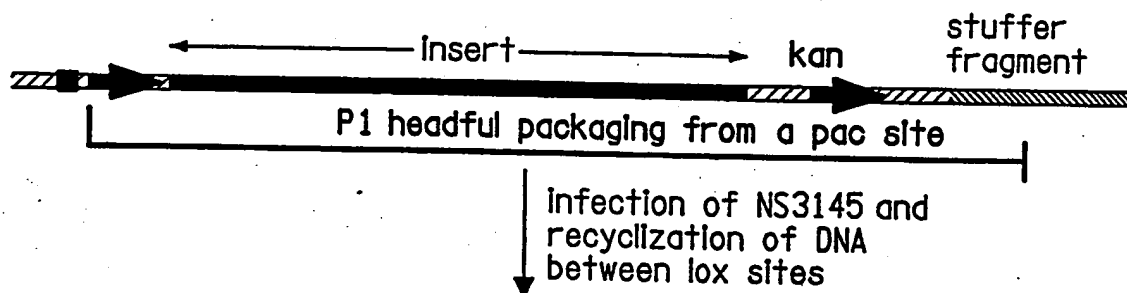 insert
kan
stuffer
fragment
P1 headful packaging from a pac site
infection of NS3145 and
recyclization of DNA
between lox sites